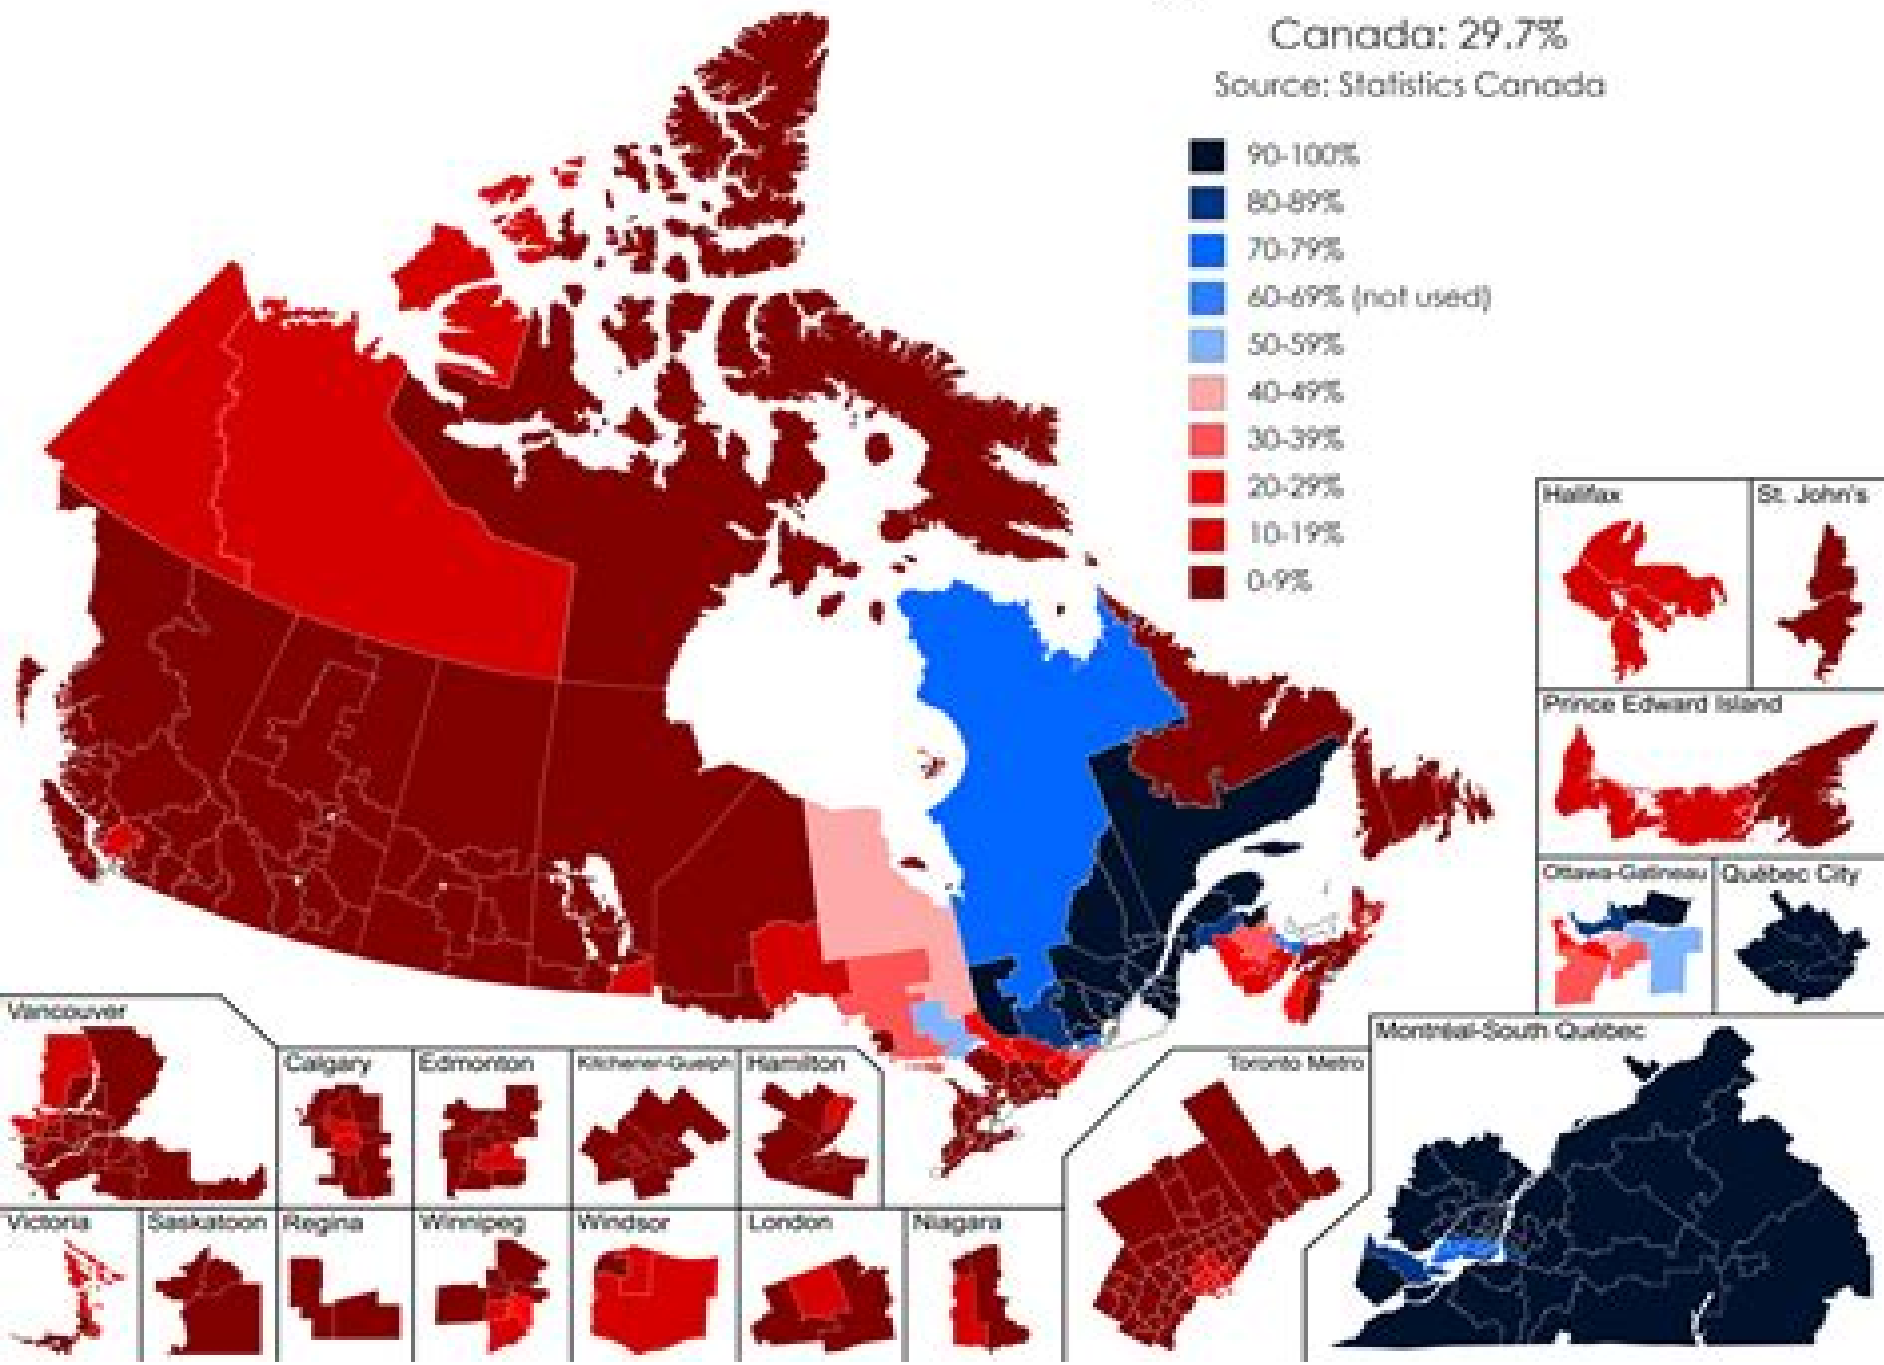 Canada: 29.7%
Source: Statistics Canada
90-100%
80-89%
70-79%
60-69% (not used)
50-59%
40-49%
30-39%
20-29%
10-19%
0-9%
Halifax
St. John's
Prince Edward Island
Ottawa-Gatineau
Québec City
Vancouver
Montréal-South Québec
Calgary
Edmonton
Kitchener-Guelph
Hamilton
Toronto Metro
Victoria
Saskatoon
Regina
Winnipeg
Windsor
London
Niagara